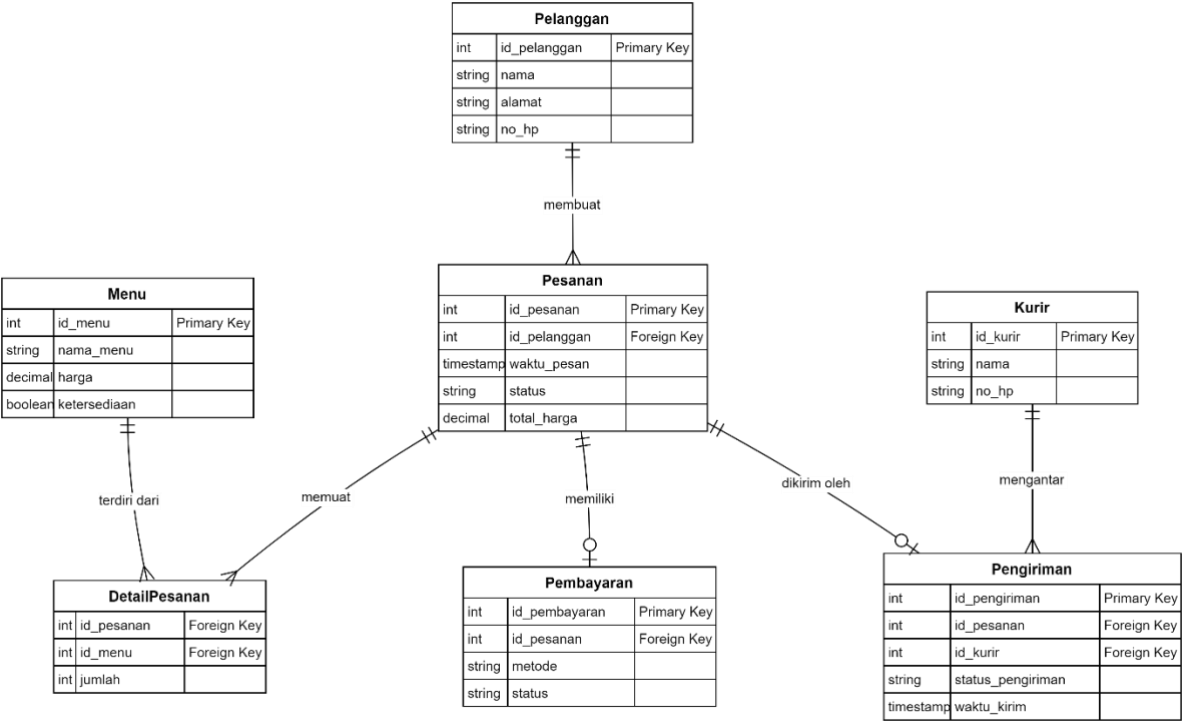 Pelanggan
int id_pelanggan Primary Key
string nama
string alamat
string no_hp
membuat
Menu
int id_menu Primary Key
string nama_menu
decimal harga
boolean ketersediaan
Pesanan
int id_pesanan Primary Key
int id_pelanggan Foreign Key
timestamp waktu_pesan
string status
decimal total_harga
Kurir
int id_kurir Primary Key
string nama
string no_hp
terdiri dari
memuat
memiliki
dikirim oleh
mengantar
DetailPesanan
int id_pesanan Foreign Key
int id_menu Foreign Key
int jumlah
Pembayaran
int id_pembayaran Primary Key
int id_pesanan Foreign Key
string metode
string status
Pengiriman
int id_pengiriman Primary Key
int id_pesanan Foreign Key
int id_kurir Foreign Key
string status_pengiriman
timestamp waktu_kirim